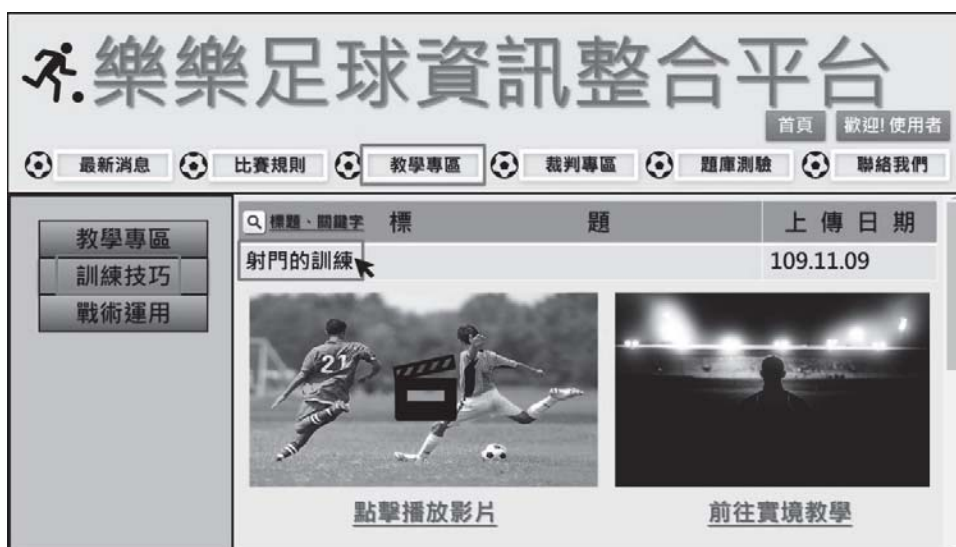 樂樂足球資訊整合平台
首頁 歡迎!使用者
最新消息 比賽規則 教學專區 裁判專區 題庫測驗 聯絡我們
教學專區
訓練技巧
戰術運用
標題、關鍵字 標 題 上傳日期
射門的訓練 109.11.09
21
點擊播放影片 前往實境教學